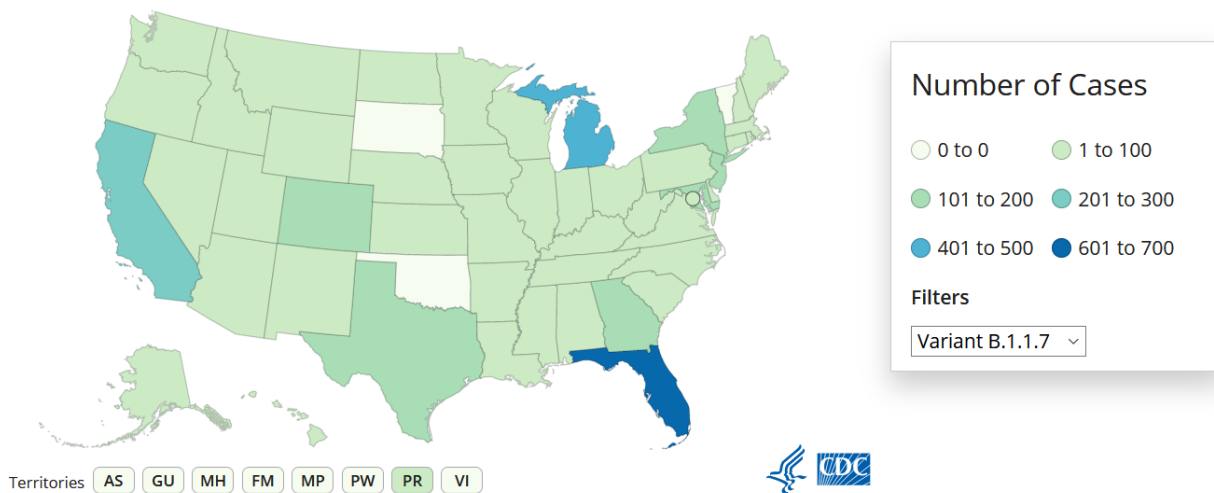 Number of Cases
0 to 0 1 to 100
101 to 200 201 to 300
401 to 500 601 to 700
Filters
Variant B.1.1.7
Territories AS GU MH FM MP PW PR VI
CDC